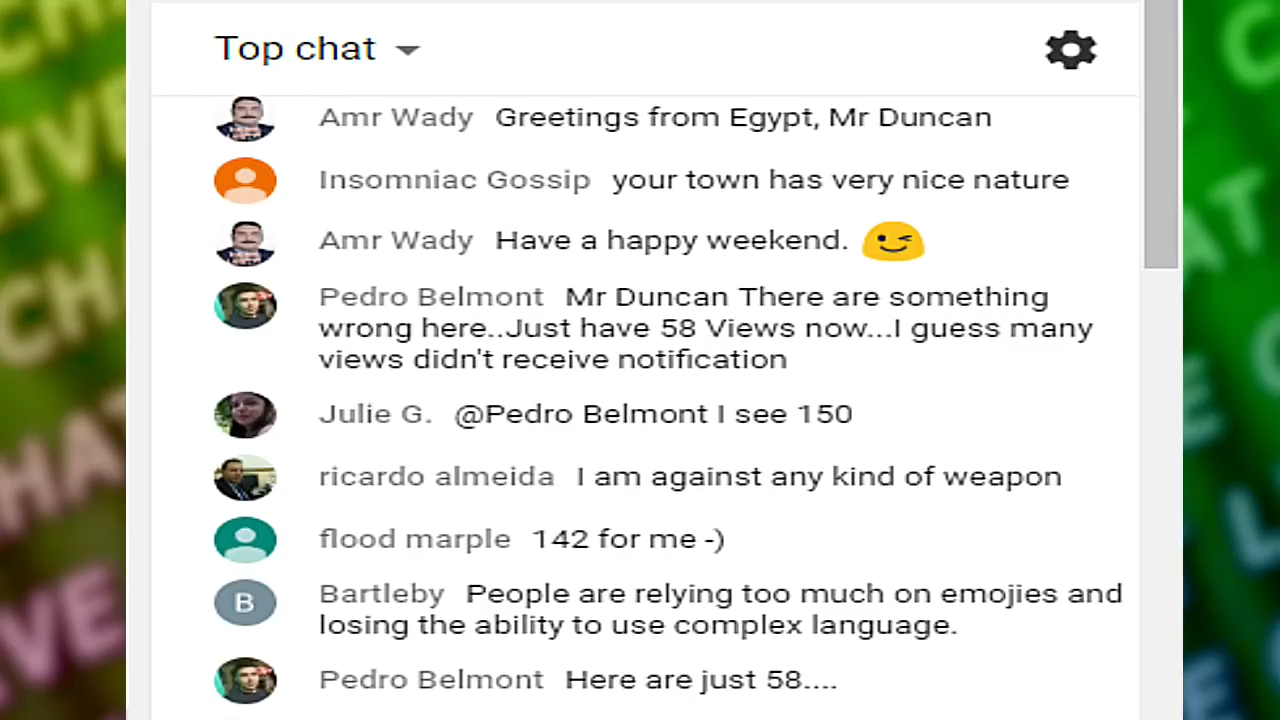 Top chat
Amr Wady Greetings from Egypt, Mr Duncan
Insomniac Gossip your town has very nice nature
Amr Wady Have a happy weekend. 😉
Pedro Belmont Mr Duncan There are something
wrong here..Just have 58 Views now...I guess many
views didn't receive notification
Julie G. @Pedro Belmont I see 150
ricardo almeida I am against any kind of weapon
flood marple 142 for me -)
B
Bartleby People are relying too much on emojies and
losing the ability to use complex language.
Pedro Belmont Here are just 58....